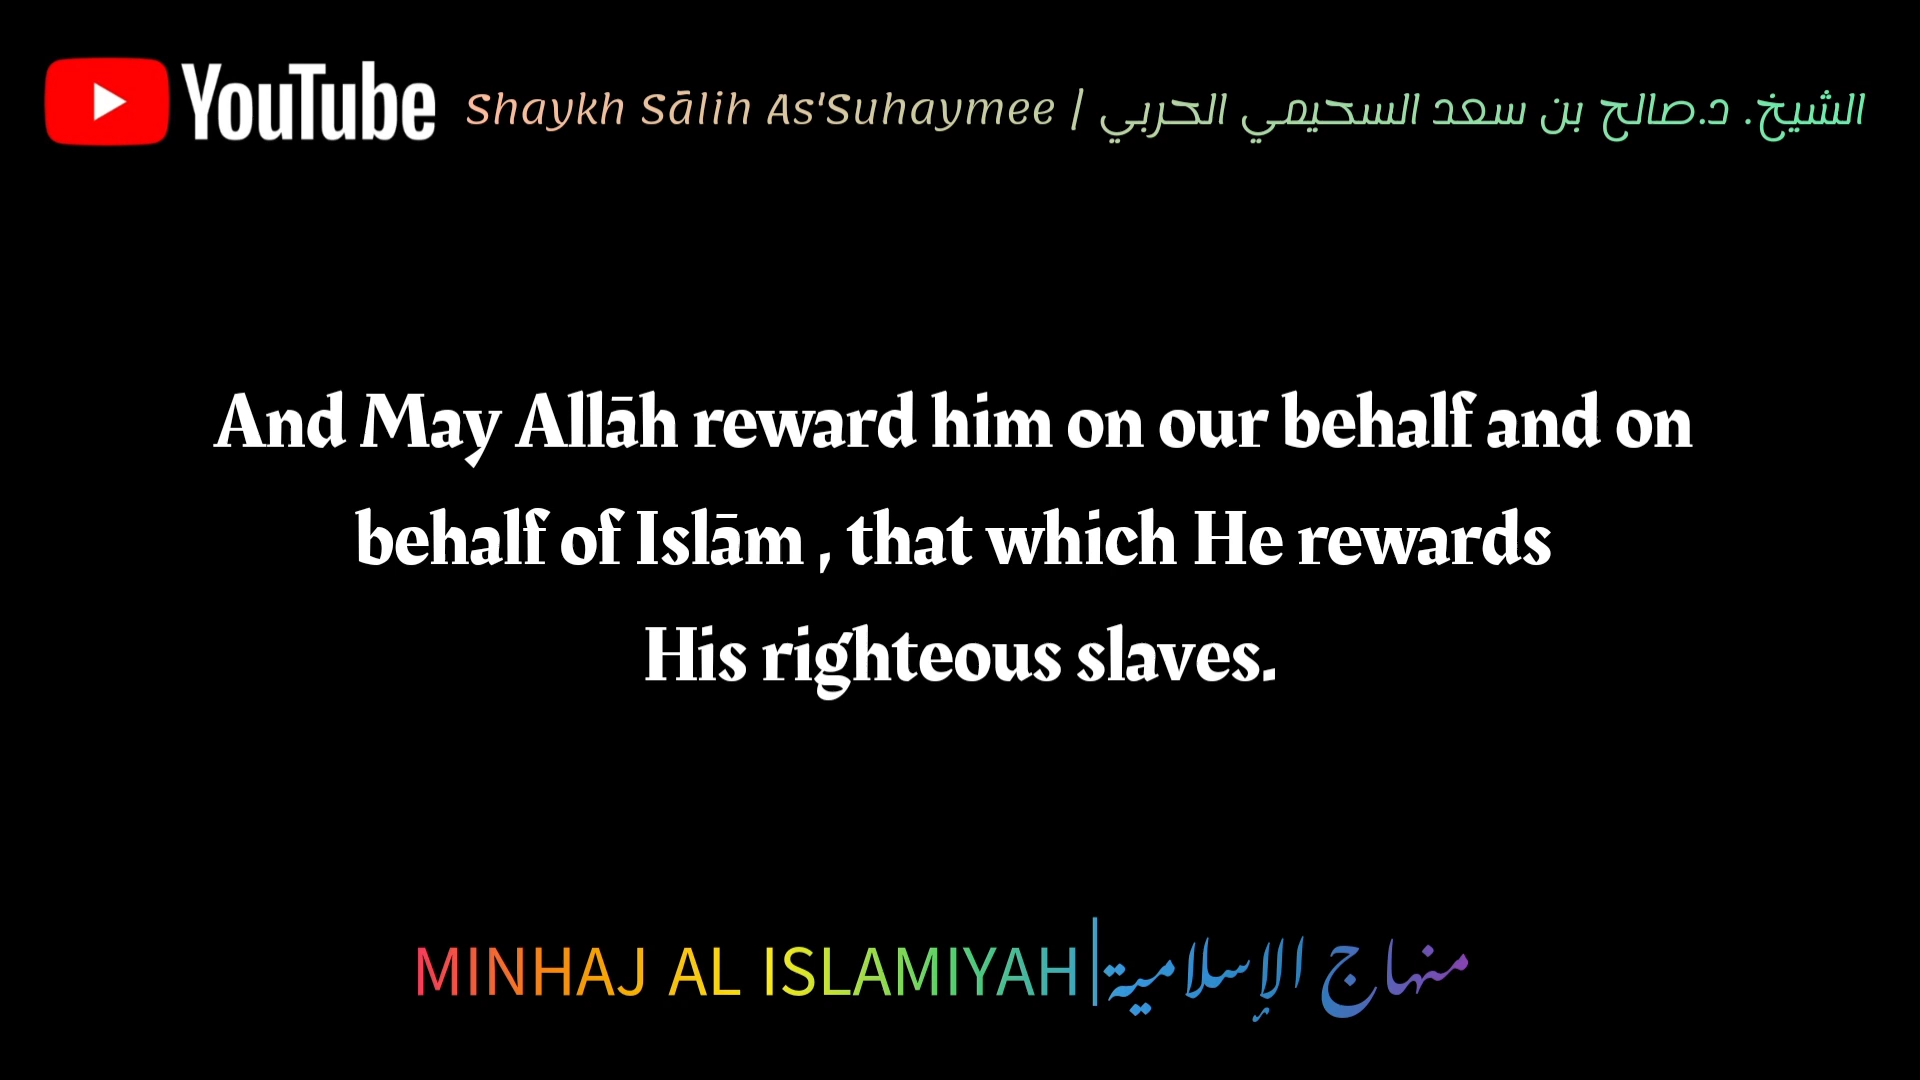 YouTube Shaykh Sālih As'Suhaymee | الشيخ. د.صالح بن سعد السحيمي الحربي
And May Allāh reward him on our behalf and on
behalf of Islām , that which He rewards
His righteous slaves.
MINHAJ AL ISLAMIYAH|منهاج الإسلامية